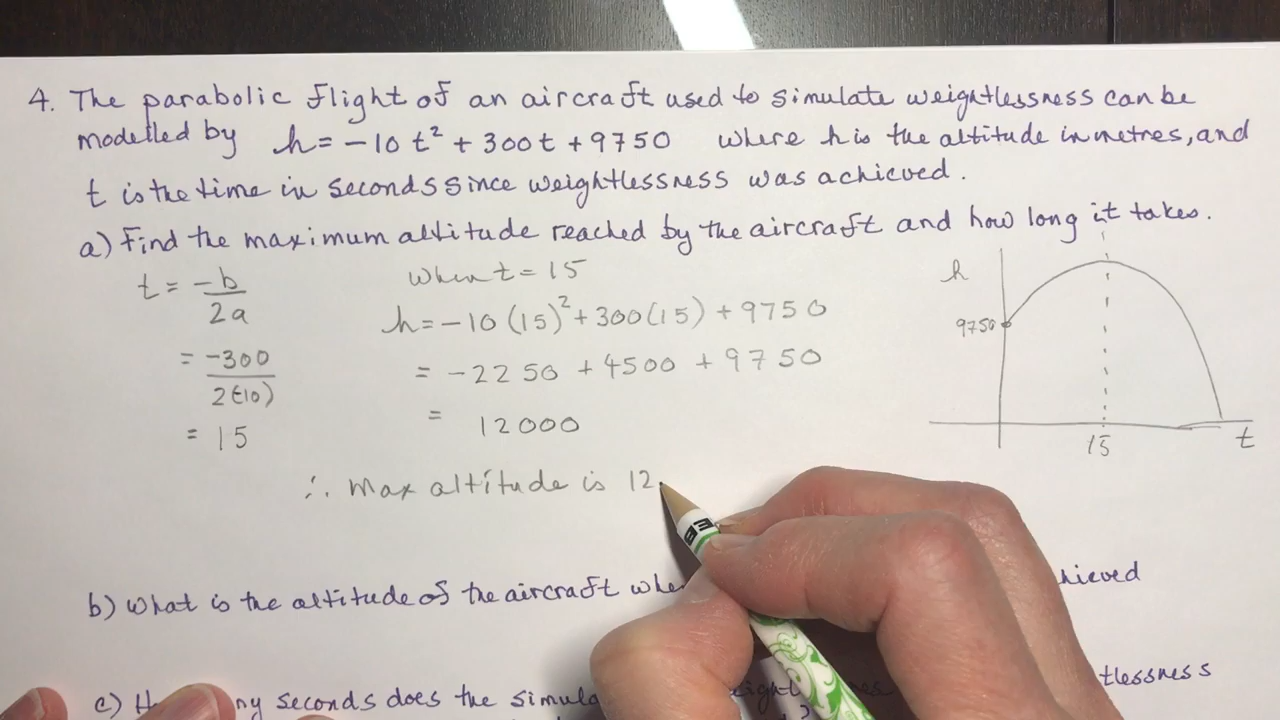 4. The parabolic flight of an aircraft used to simulate weightlessness can be
modelled by h = -10t² + 300t + 9750 where h is the altitude in metres, and
t is the time in seconds since weightlessness was achieved.
a) Find the maximum altitude reached by the aircraft and how long it takes.
t = -b/2a
= -300/2(-10)
= 15
when t = 15
h = -10(15)² + 300(15) + 9750
= -2250 + 4500 + 9750
= 12000
h
9750
15
t
∴ Max altitude is 12
b) What is the altitude of the aircraft
c) seconds does the